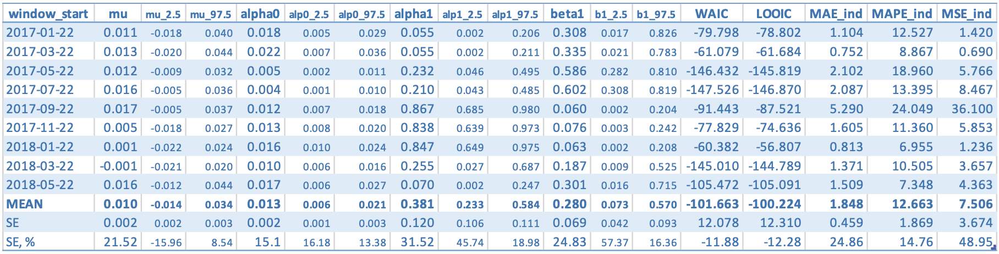 window_start mu mu_2.5 mu_97.5 alpha0 alp0_2.5 alp0_97.5 alpha1 alp1_2.5 alp1_97.5 beta1 b1_2.5 b1_97.5 WAIC LOOIC MAE_ind MAPE_ind MSE_ind
2017-01-22 0.011 -0.018 0.040 0.018 0.005 0.029 0.055 0.002 0.206 0.308 0.017 0.826 -79.798 -78.802 1.104 12.527 1.420
2017-03-22 0.013 -0.020 0.044 0.022 0.007 0.036 0.055 0.002 0.211 0.335 0.021 0.783 -61.079 -61.684 0.752 8.867 0.690
2017-05-22 0.012 -0.009 0.032 0.005 0.002 0.011 0.232 0.046 0.495 0.586 0.282 0.810 -146.432 -145.819 2.102 18.960 5.766
2017-07-22 0.016 -0.005 0.036 0.004 0.001 0.010 0.210 0.043 0.485 0.602 0.308 0.819 -147.526 -146.870 2.087 13.395 8.467
2017-09-22 0.017 -0.005 0.037 0.012 0.007 0.018 0.867 0.685 0.980 0.060 0.002 0.204 -91.443 -87.521 5.290 24.049 36.100
2017-11-22 0.005 -0.018 0.027 0.013 0.008 0.020 0.838 0.639 0.973 0.076 0.003 0.242 -77.829 -74.636 1.605 11.360 5.853
2018-01-22 0.001 -0.022 0.024 0.016 0.010 0.024 0.847 0.649 0.975 0.063 0.002 0.208 -60.382 -56.807 0.813 6.955 1.236
2018-03-22 -0.001 -0.021 0.020 0.010 0.006 0.016 0.255 0.027 0.687 0.187 0.009 0.525 -145.010 -144.789 1.371 10.505 3.657
2018-05-22 0.016 -0.012 0.044 0.017 0.006 0.027 0.070 0.002 0.247 0.301 0.016 0.715 -105.472 -105.091 1.509 7.348 4.363
MEAN 0.010 -0.014 0.034 0.013 0.006 0.021 0.381 0.233 0.584 0.280 0.073 0.570 -101.663 -100.224 1.848 12.663 7.506
SE 0.002 0.002 0.003 0.002 0.001 0.003 0.120 0.106 0.111 0.069 0.042 0.093 12.078 12.310 0.459 1.869 3.674
SE, % 21.52 -15.96 8.54 15.1 16.18 13.38 31.52 45.74 18.98 24.83 57.37 16.36 -11.88 -12.28 24.86 14.76 48.95